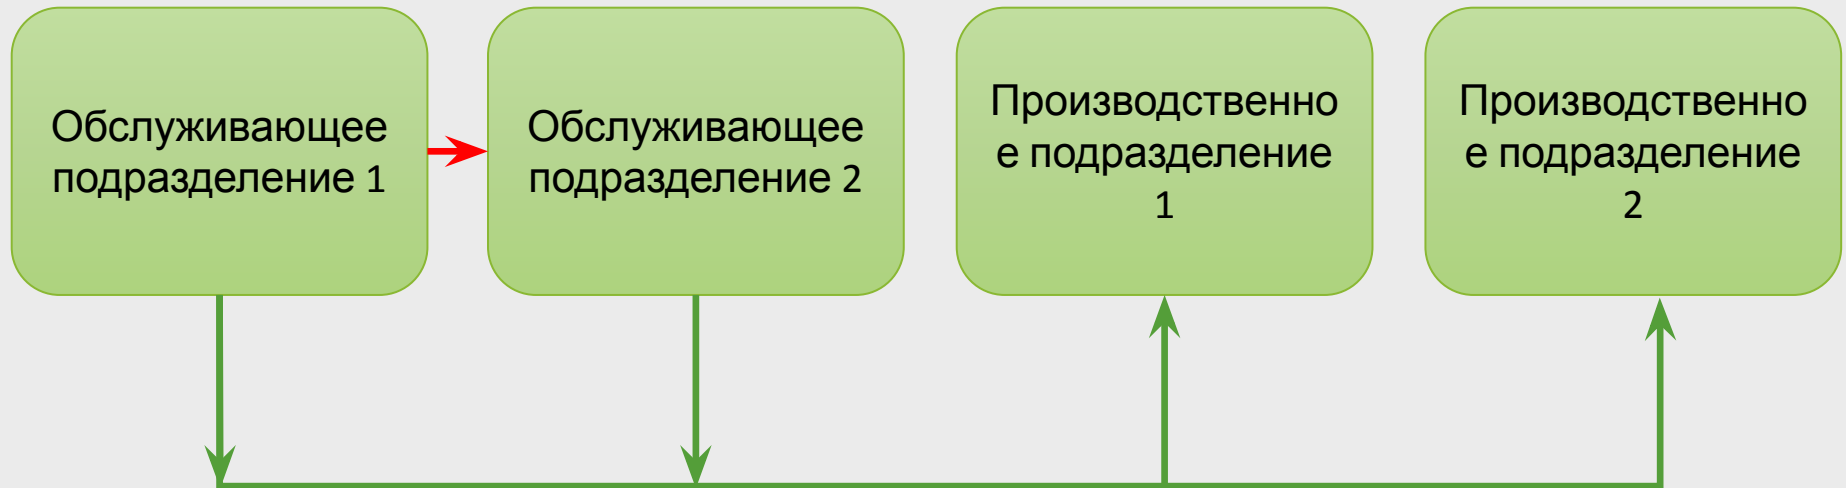 Обслуживающее
подразделение 1
Обслуживающее
подразделение 2
Производственно
е подразделение
1
Производственно
е подразделение
2